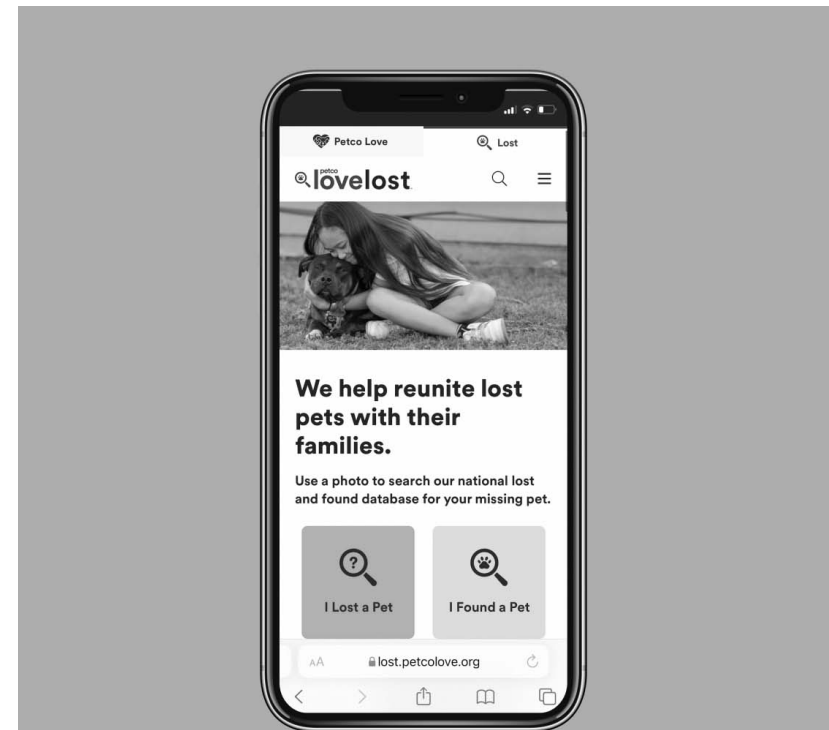 Petco Love
Lost
petco
lovelost
We help reunite lost
pets with their
families.
Use a photo to search our national lost
and found database for your missing pet.
?
I Lost a Pet
I Found a Pet
AA
lost.petcolove.org